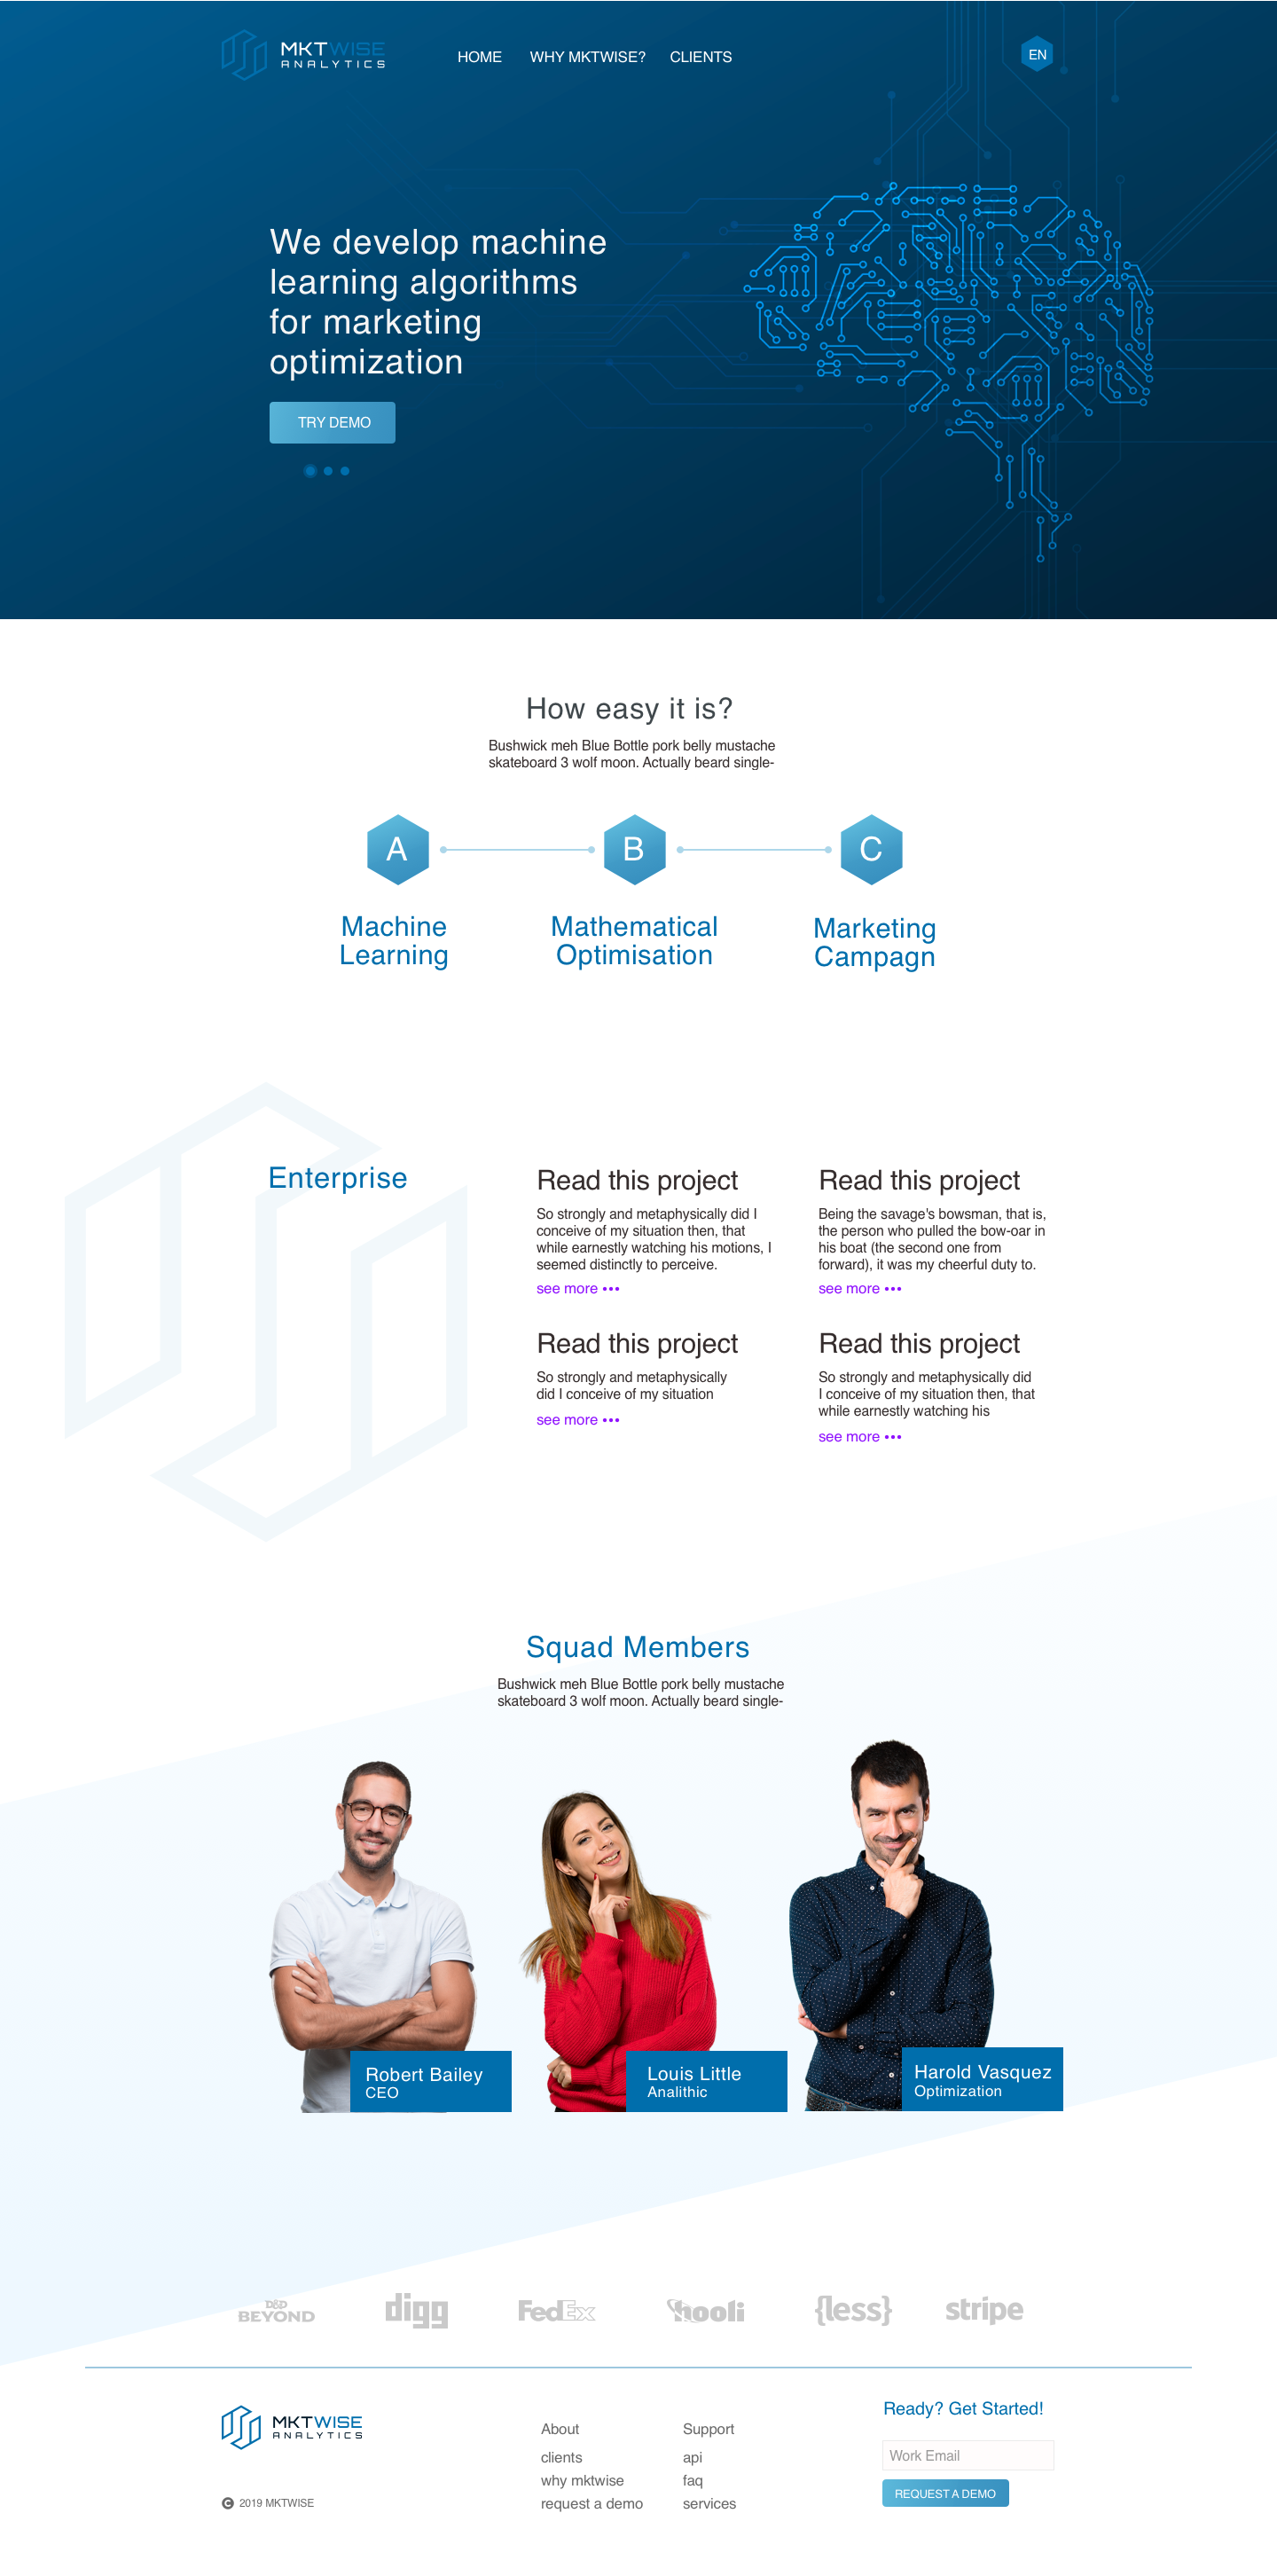 MKTWISE
ANALYTICS
HOME WHY MKTWISE? CLIENTS
EN
We develop machine
learning algorithms
for marketing
optimization
TRY DEMO
How easy it is?
Bushwick meh Blue Bottle pork belly mustache
skateboard 3 wolf moon. Actually beard single-
A
B
C
Machine
Learning
Mathematical
Optimisation
Marketing
Campagn
Enterprise
Read this project
So strongly and metaphysically did I
conceive of my situation then, that
while earnestly watching his motions, I
seemed distinctly to perceive.
see more •••
Read this project
Being the savage's bowsman, that is,
the person who pulled the bow-oar in
his boat (the second one from
forward), it was my cheerful duty to.
see more •••
Read this project
So strongly and metaphysically
did I conceive of my situation
see more •••
Read this project
So strongly and metaphysically did
I conceive of my situation then, that
while earnestly watching his
see more •••
Squad Members
Bushwick meh Blue Bottle pork belly mustache
skateboard 3 wolf moon. Actually beard single-
Robert Bailey
CEO
Louis Little
Analithic
Harold Vasquez
Optimization
D&D
BEYOND
digg
FedEx
hooli
{less}
stripe
MKTWISE
ANALYTICS
© 2019 MKTWISE
About
clients
why mktwise
request a demo
Support
api
faq
services
Ready? Get Started!
Work Email
REQUEST A DEMO